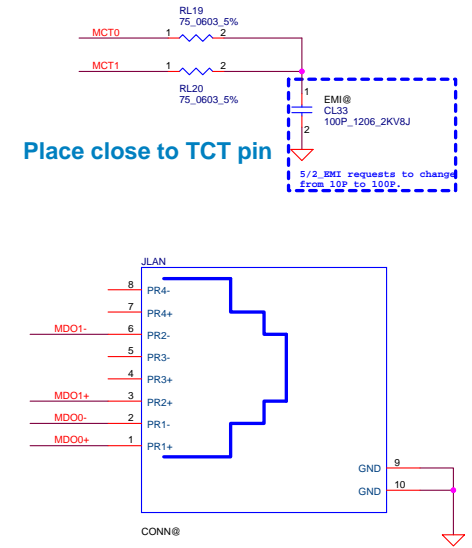 RL19
75_0603_5%
MCT0 1 2
MCT1 1 2
RL20
75_0603_5%
1
EMI@
CL33
100P_1206_2KV8J
2
Place close to TCT pin
5/2_EMI requests to change
from 10P to 100P.
JLAN
8 PR4-
7 PR4+
MDO1- 6 PR2-
5 PR3-
4 PR3+
MDO1+ 3 PR2+
MDO0- 2 PR1-
MDO0+ 1 PR1+
GND 9
GND 10
CONN@